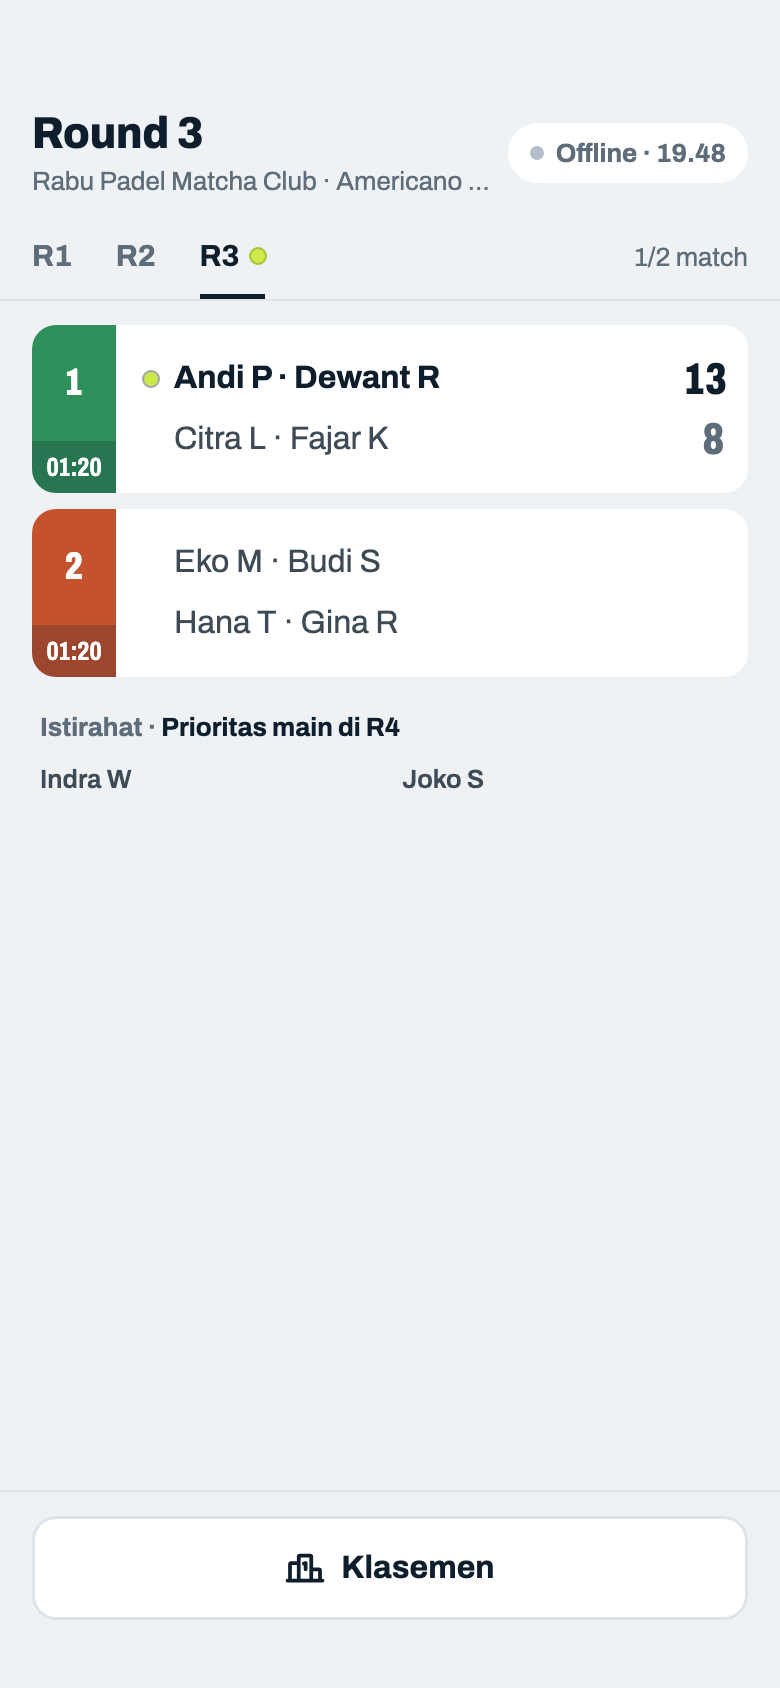 Round 3
Rabu Padel Matcha Club · Americano ...
Offline · 19.48
R1 R2 R3 1/2 match
1
Andi P · Dewant R 13
Citra L · Fajar K 8
01:20
2
Eko M · Budi S
Hana T · Gina R
01:20
Istirahat · Prioritas main di R4
Indra W Joko S
Klasemen